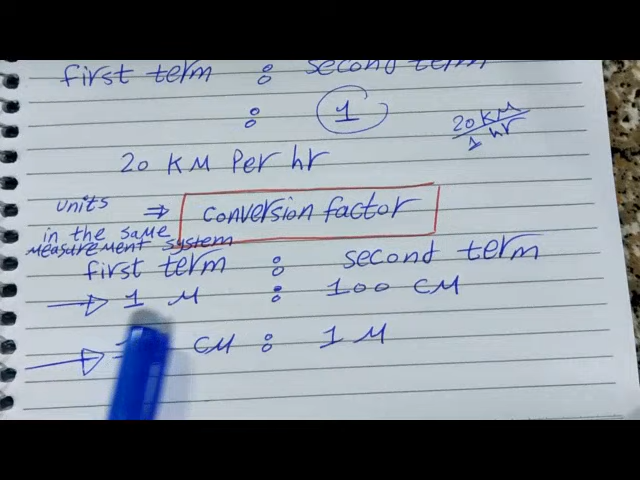 first term : second term
: 1
20 KM
1 hr
20 KM Per hr
units ⇒ conversion factor
in the same
measurement system
first term : second term
→ 1 M : 100 CM
→ CM : 1 M